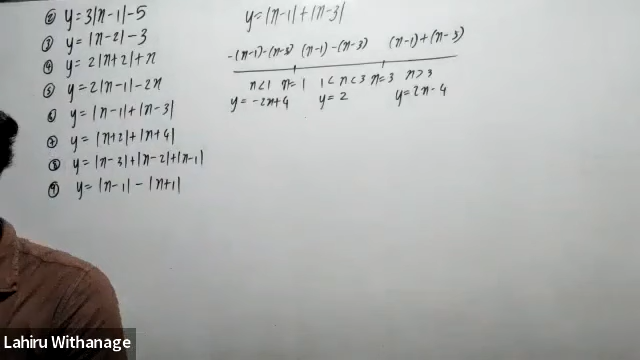 ② y = 3|x-1| - 5
③ y = |x-2| - 3
④ y = 2|x+2| + x
⑤ y = 2|x-1| - 2x
⑥ y = |x-1| + |x-3|
⑦ y = |x+2| + |x+4|
⑧ y = |x-3| + |x-2| + |x-1|
⑨ y = |x-1| - |x+1|
y = |x-1| + |x-3|
-(x-1) - (x-3) (x-1) - (x-3) (x-1) + (x-3)
x < 1 x = 1 1 < x < 3 x = 3 x > 3
y = -2x+4 y = 2 y = 2x - 4
Lahiru Withanage